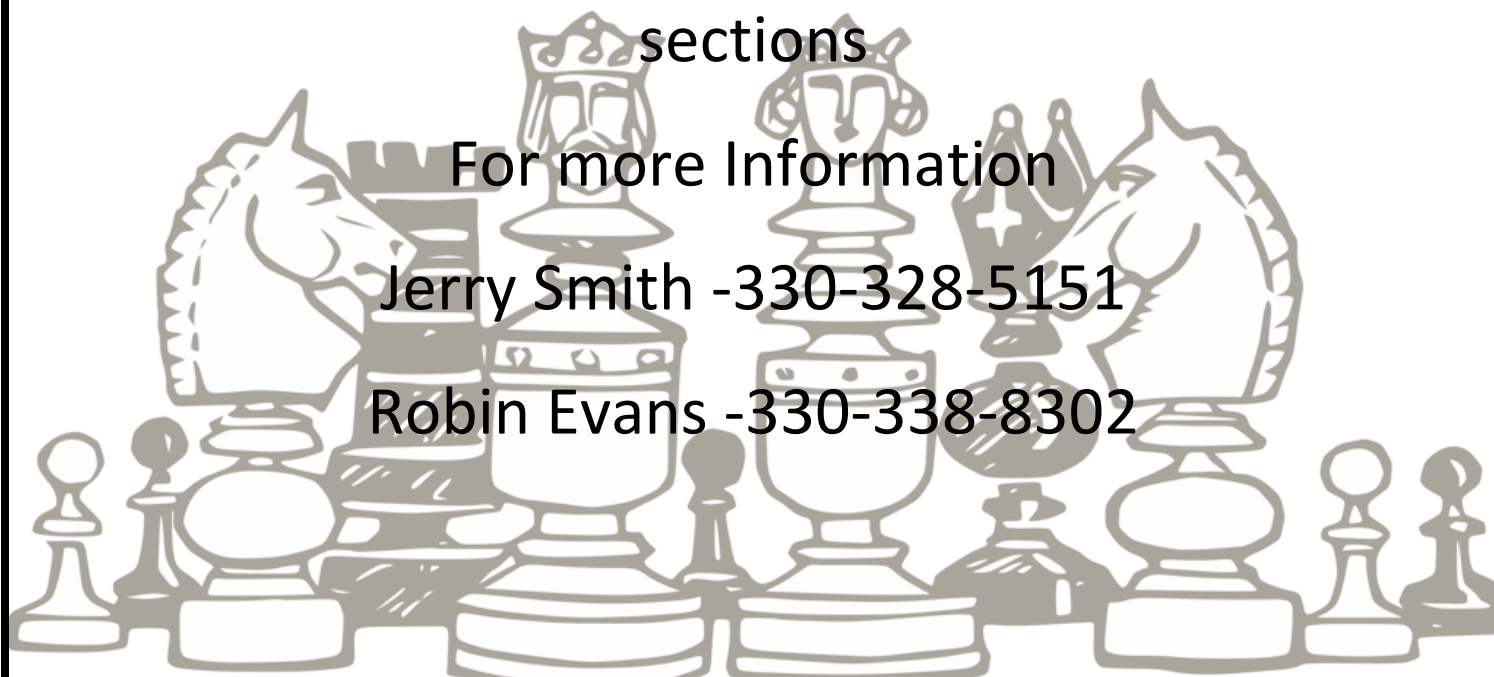 sections
For more Information
Jerry Smith -330-328-5151
Robin Evans -330-338-8302